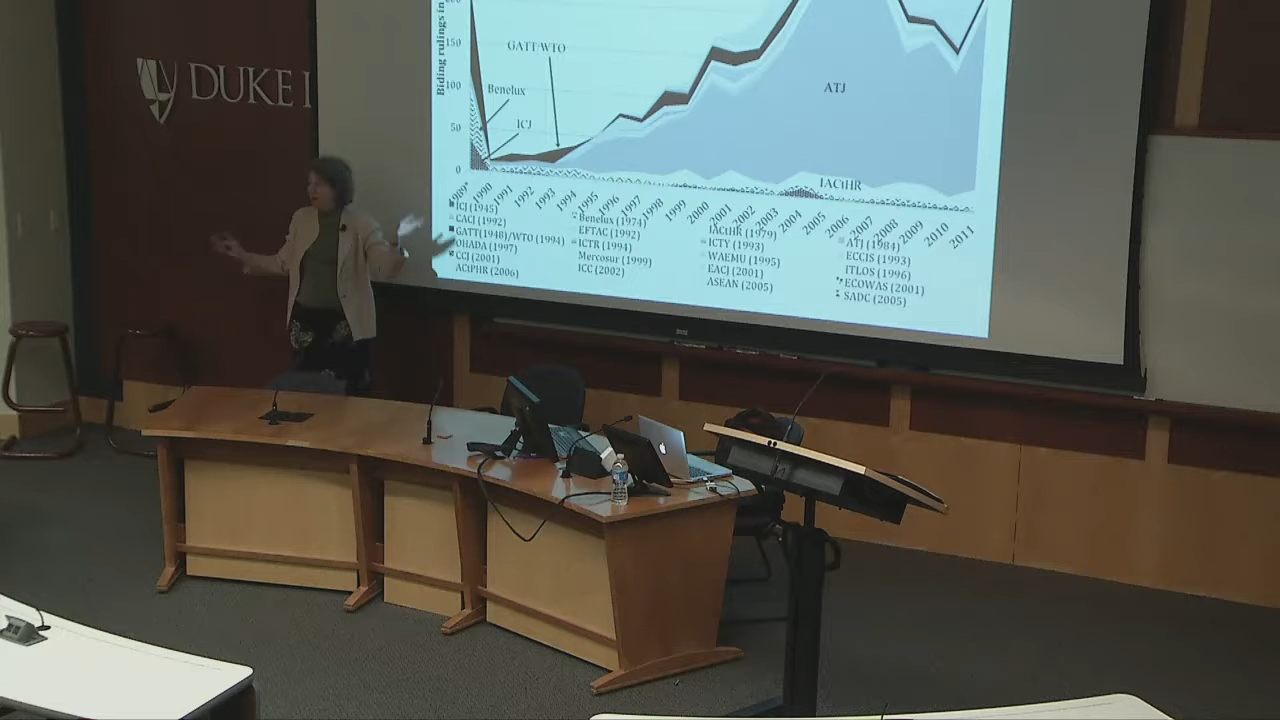 DUKE
Biding rulings in
150
100
50
0
GATT/WTO
Benelux
ICJ
ATJ
IACtHR
1989*
1990
1991
1992
1993
1994
1995
1996
1997
1998
1999
2000
2001
2002
2003
2004
2005
2006
2007
2008
2009
2010
2011
ICJ (1945)
Benelux (1974)
IACtHR (1979)
ATJ (1984)
CACJ (1992)
EFTAC (1992)
ICTY (1993)
ECCIS (1993)
GATT(1948)/WTO (1994)
ICTR (1994)
WAEMU (1995)
ITLOS (1996)
OHADA (1997)
Mercosur (1999)
EACJ (2001)
ECOWAS (2001)
CCJ (2001)
ICC (2002)
ASEAN (2005)
SADC (2005)
ACtPHR (2006)